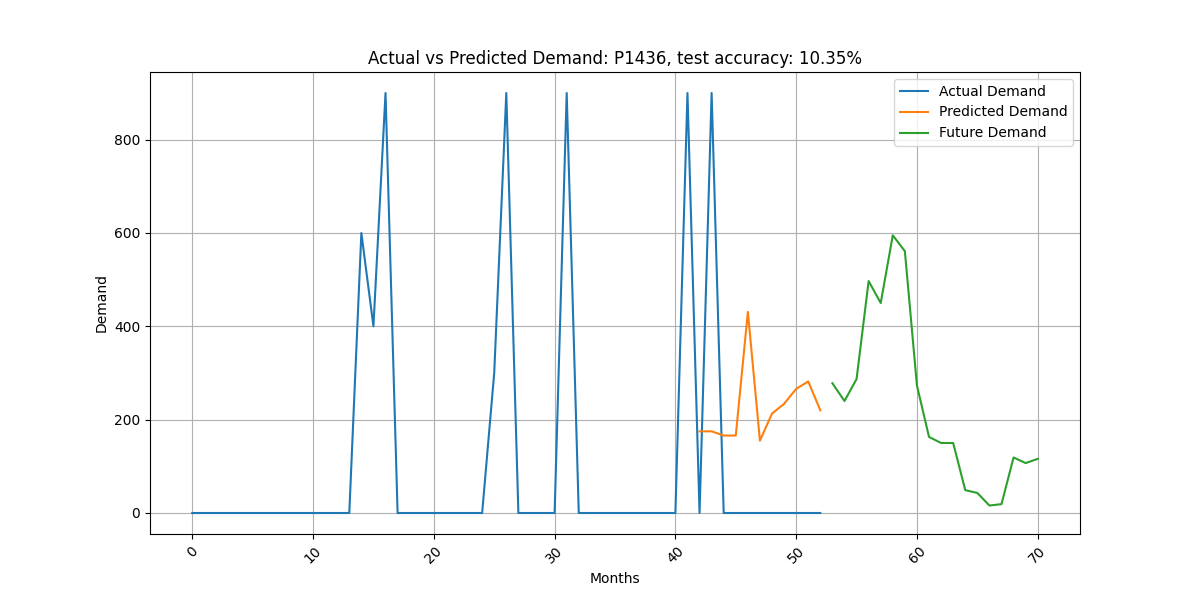 Actual vs Predicted Demand: P1436, test accuracy: 10.35%
Actual Demand
Predicted Demand
Future Demand
800
600
400
200
0
Demand
0 10 20 30 40 50 60 70
Months